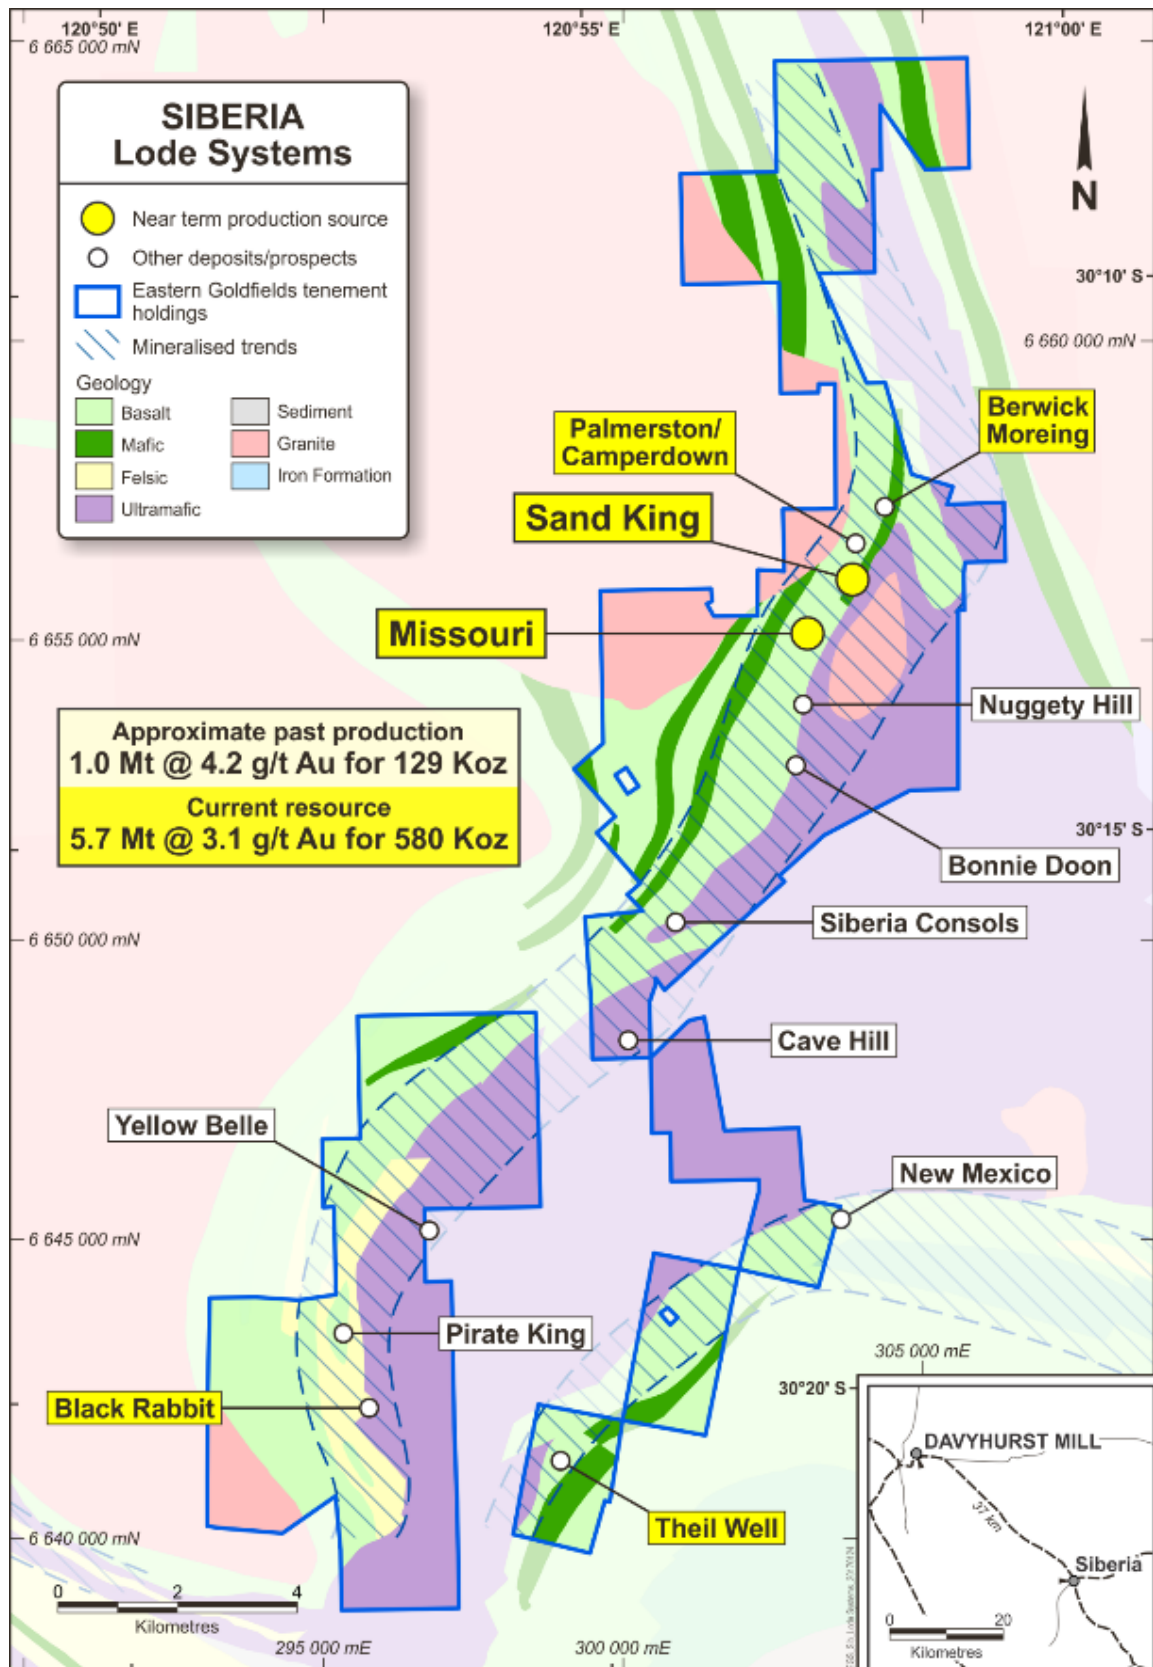 120°50' E
120°55' E
121°00' E
6 665 000 mN
SIBERIA
Lode Systems
Near term production source
Other deposits/prospects
Eastern Goldfields tenement
holdings
Mineralised trends
Geology
Basalt
Sediment
Mafic
Granite
Felsic
Iron Formation
Ultramafic
N
30°10' S
6 660 000 mN
Berwick
Moreing
Palmerston/
Camperdown
Sand King
Missouri
6 655 000 mN
Nuggety Hill
Approximate past production
1.0 Mt @ 4.2 g/t Au for 129 Koz
Current resource
5.7 Mt @ 3.1 g/t Au for 580 Koz
30°15' S
Bonnie Doon
Siberia Consols
6 650 000 mN
Cave Hill
Yellow Belle
New Mexico
6 645 000 mN
Pirate King
305 000 mE
30°20' S
Black Rabbit
DAVYHURST MILL
37 km
Theil Well
6 640 000 mN
Siberia
0 2 4
Kilometres
0 20
Kilometres
295 000 mE
300 000 mE